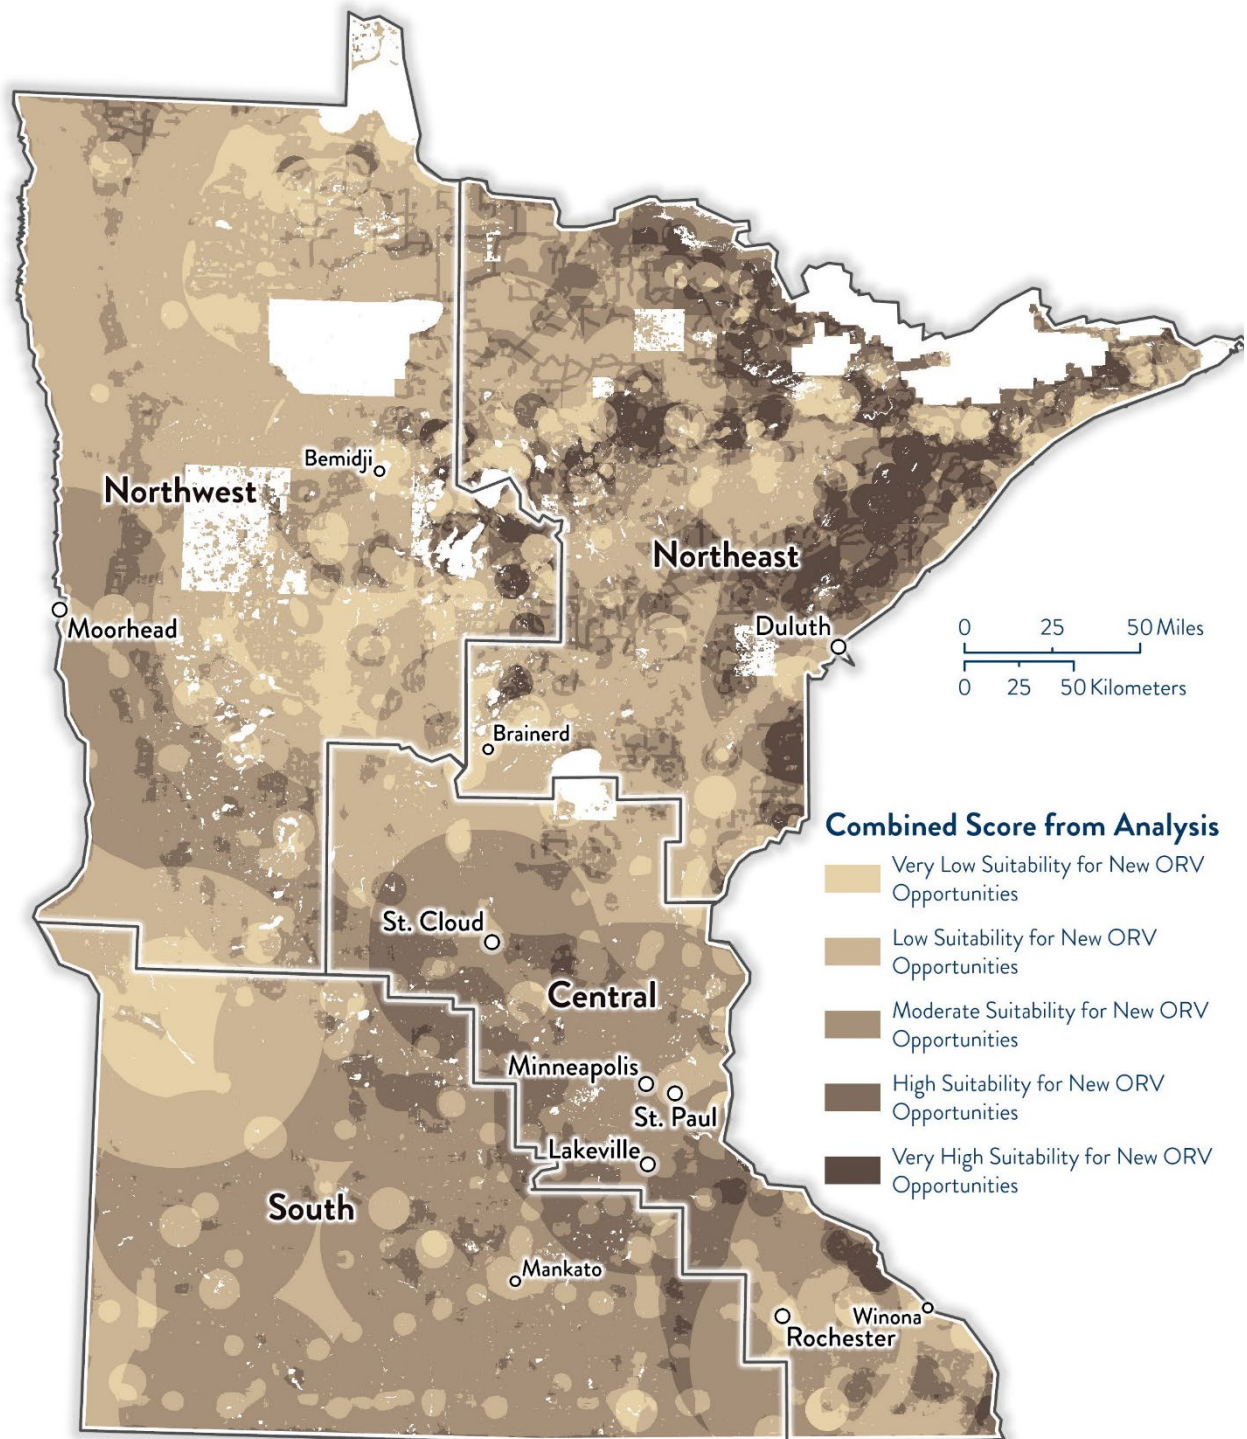 Bemidji
Northwest
Northeast
Moorhead
Duluth
0 25 50 Miles
0 25 50 Kilometers
Brainerd
Combined Score from Analysis
Very Low Suitability for New ORV
Opportunities
Low Suitability for New ORV
Opportunities
Moderate Suitability for New ORV
Opportunities
High Suitability for New ORV
Opportunities
Very High Suitability for New ORV
Opportunities
St. Cloud
Central
Minneapolis
St. Paul
Lakeville
South
Mankato
Winona
Rochester